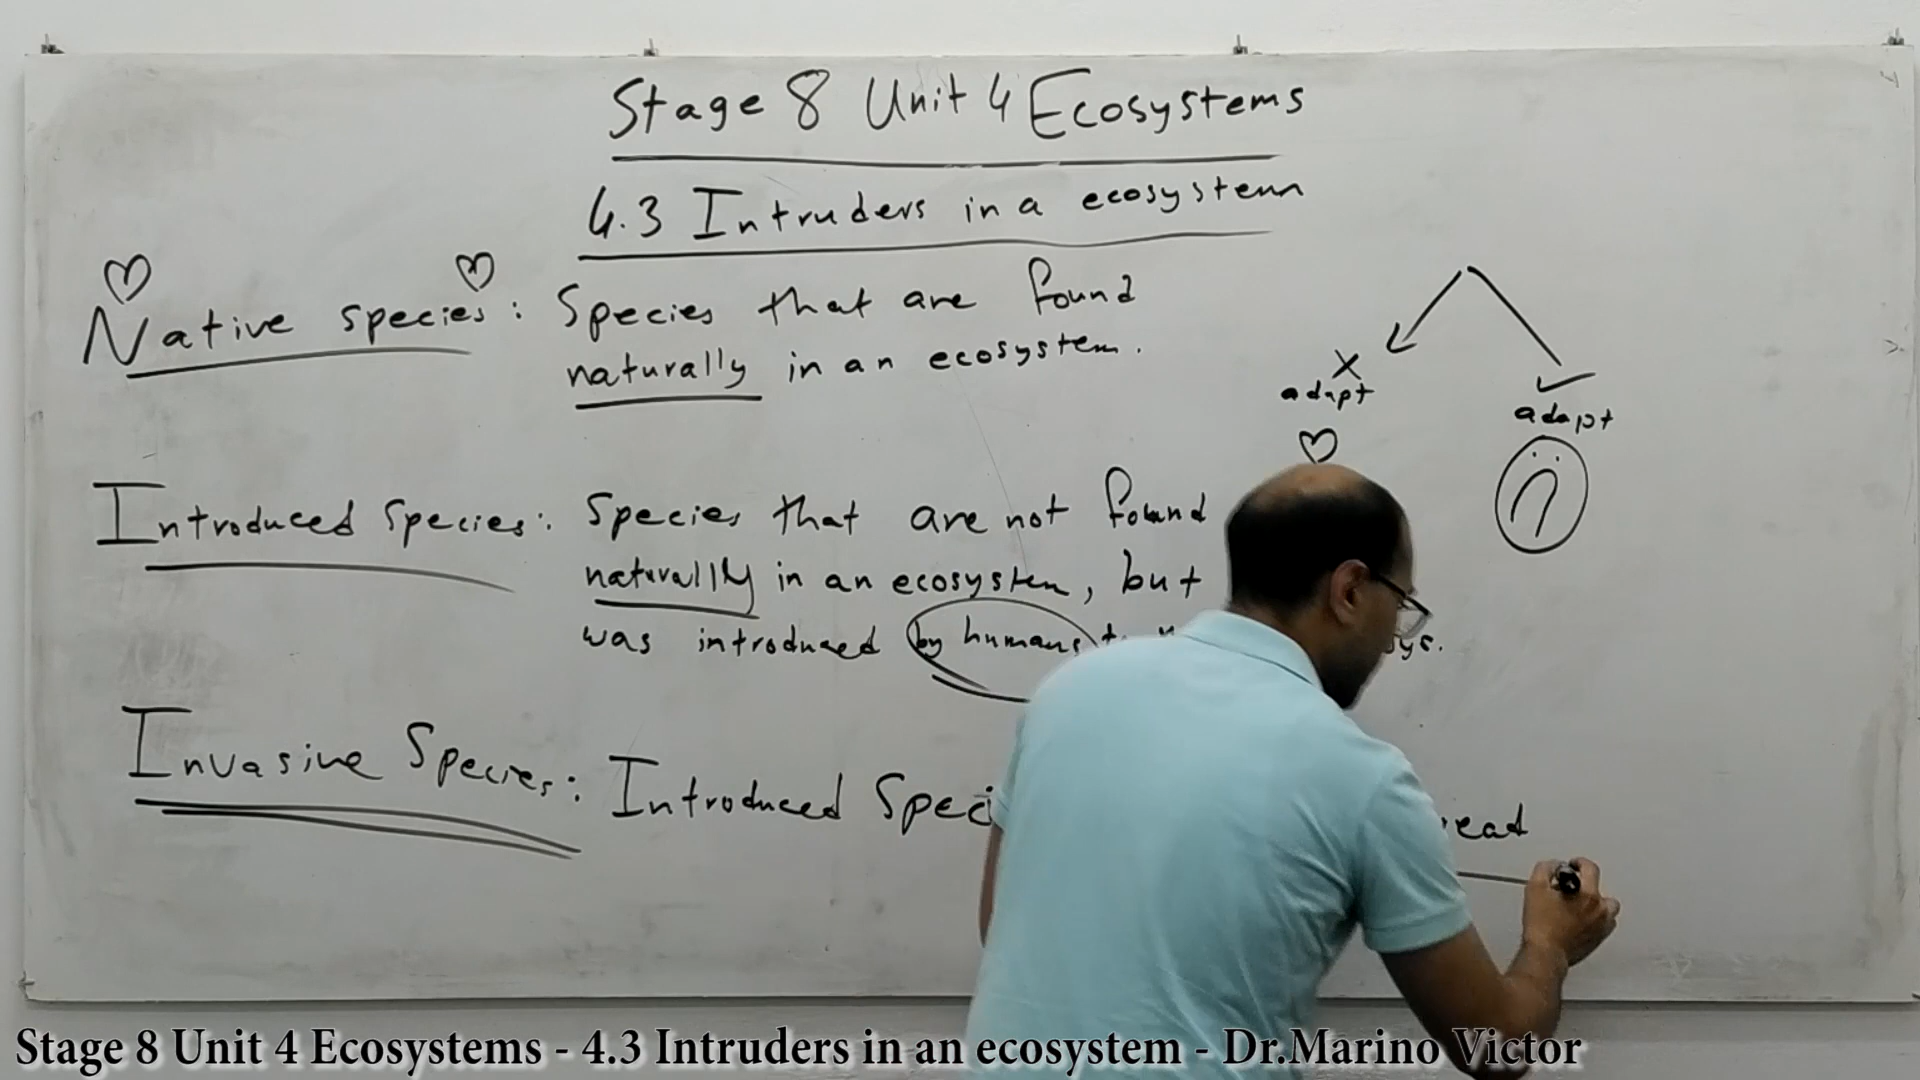 Stage 8 Unit 4 Ecosystems
4.3 Intruders in a ecosystem
Native species: Species that are found
naturally in an ecosystem.
X
adapt
adapt
Introduced Species: Species that are not found
naturally in an ecosystem, but
was introduced by humans
Invasive Species: Introduced
Stage 8 Unit 4 Ecosystems - 4.3 Intruders in an ecosystem - Dr.Marino Victor